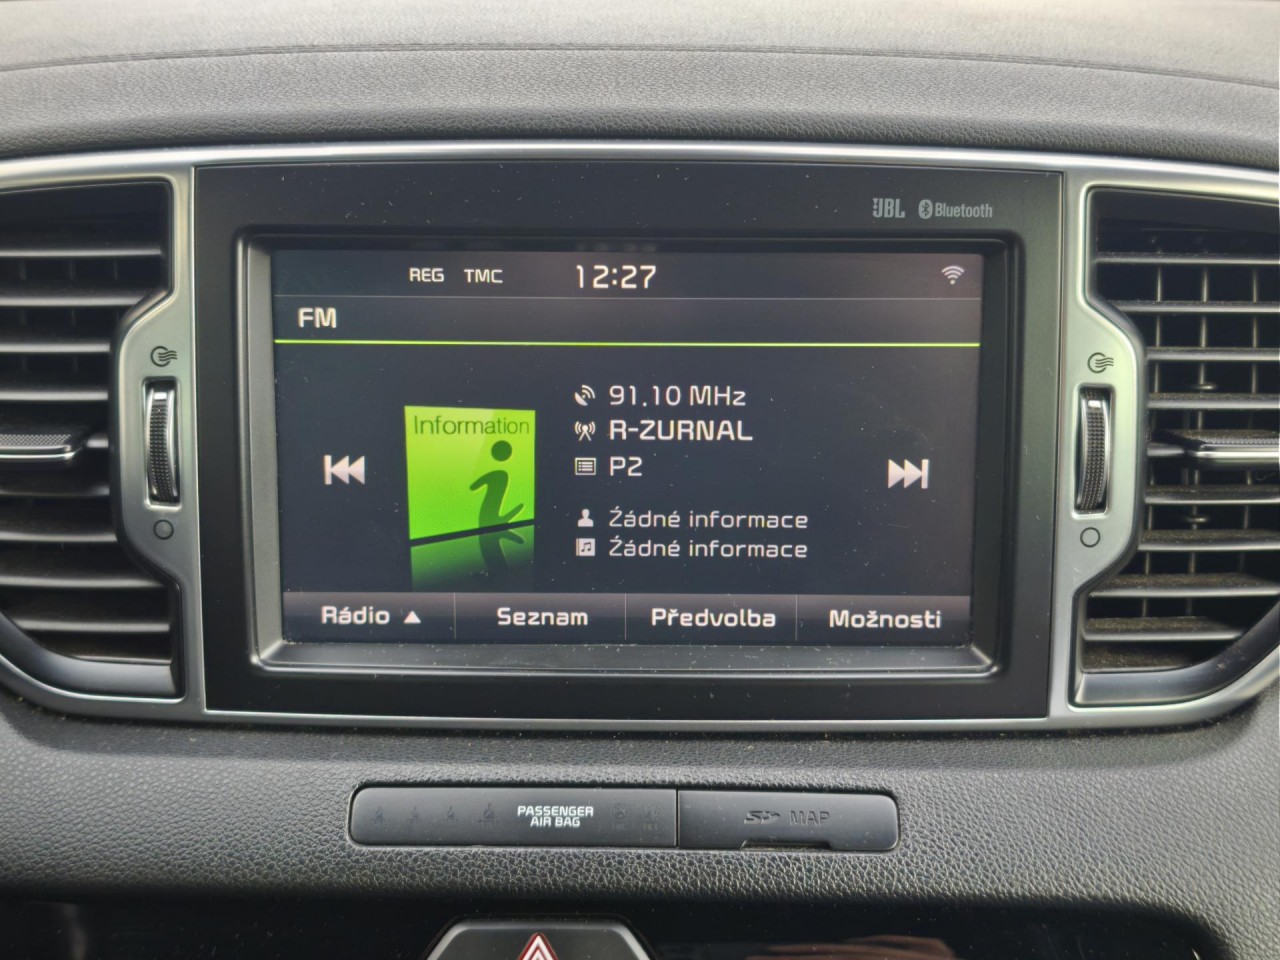 JBL Bluetooth
REG TMC 12:27
FM
91.10 MHz
Information
R-ZURNAL
P2
Žádné informace
Žádné informace
Rádio ▲ Seznam Předvolba Možnosti
PASSENGER
AIR BAG
SD MAP